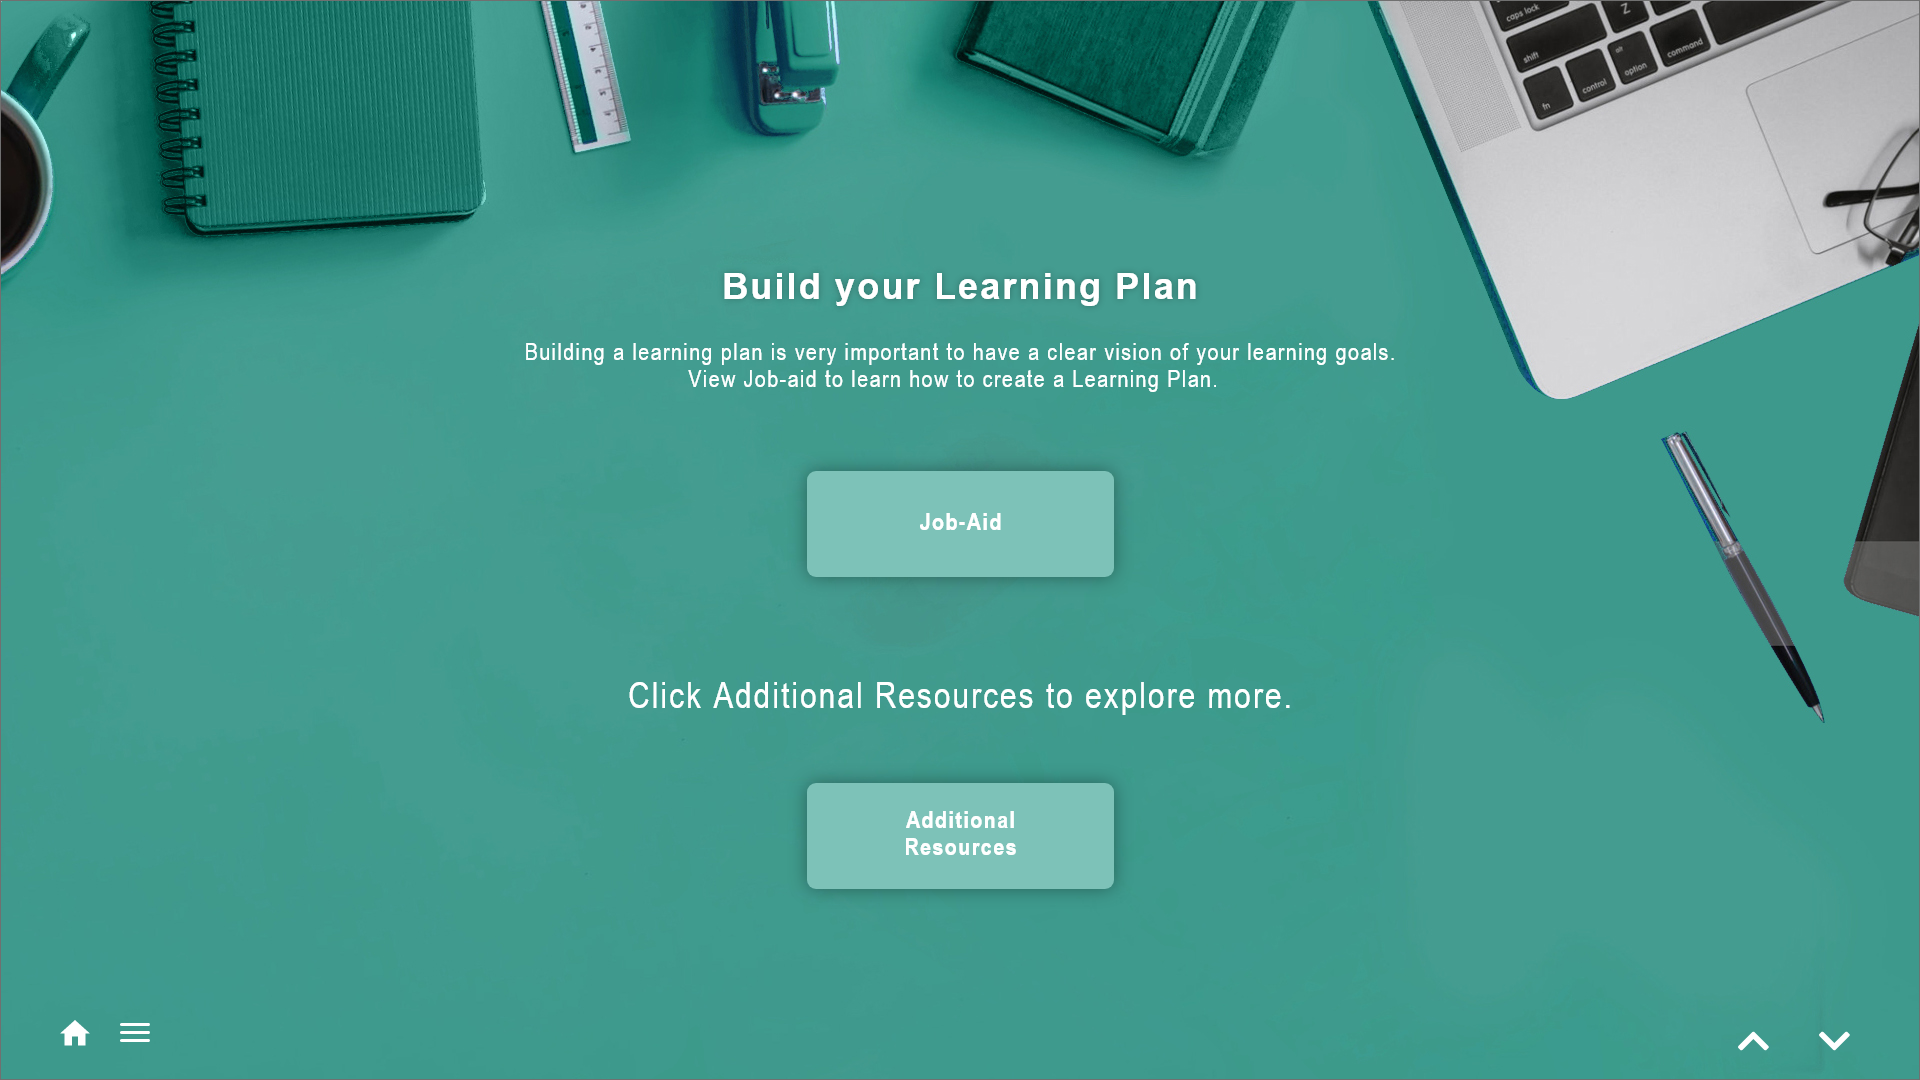 caps lock
Z
shift
alt
command
fn
control
option
Build your Learning Plan
Building a learning plan is very important to have a clear vision of your learning goals.
View Job-aid to learn how to create a Learning Plan.
Job-Aid
Click Additional Resources to explore more.
Additional
Resources